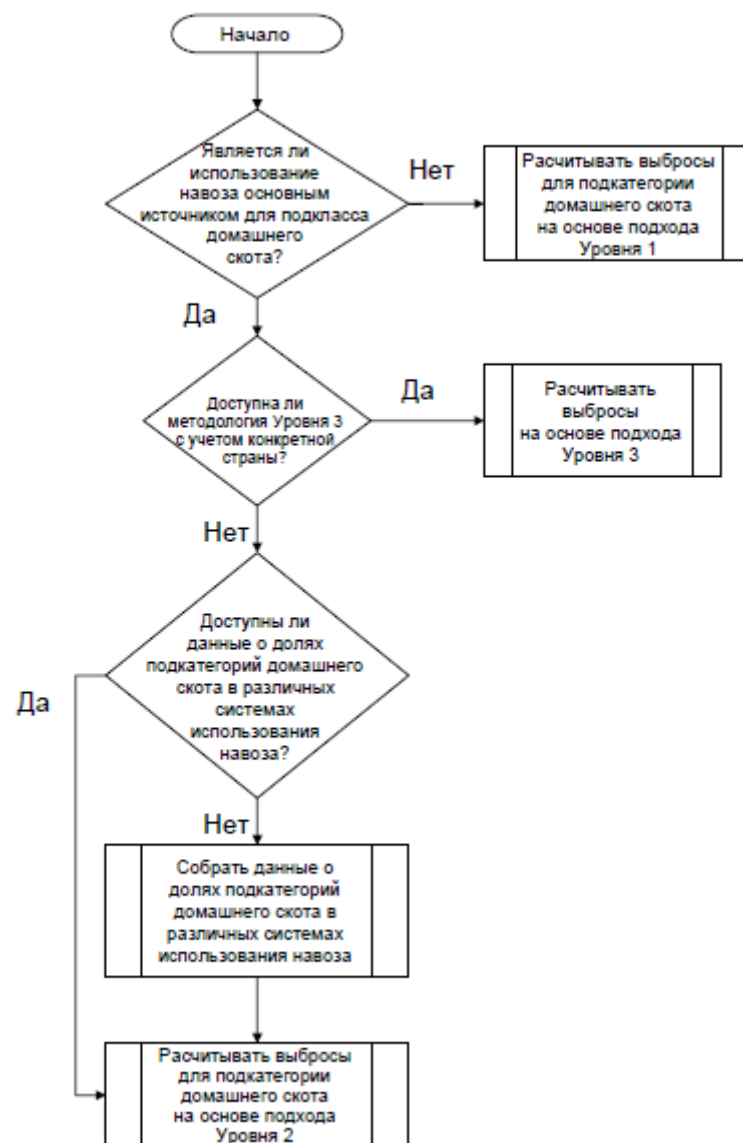 Начало
Является ли
использование
навоза основным
источником для подкласса
домашнего
скота?
Нет
Расчитывать выбросы
для подкатегории
домашнего скота
на основе подхода
Уровня 1
Да
Доступна ли
методология Уровня 3
с учетом конкретной
страны?
Да
Расчитывать
выбросы
на основе подхода
Уровня 3
Нет
Доступны ли
данные о долях
подкатегорий домашнего
скота в различных
системах
использования
навоза?
Да
Нет
Собрать данные о
долях подкатегорий
домашнего скота в
различных системах
использования навоза
Расчитывать выбросы
для подкатегории
домашнего скота
на основе подхода
Уровня 2